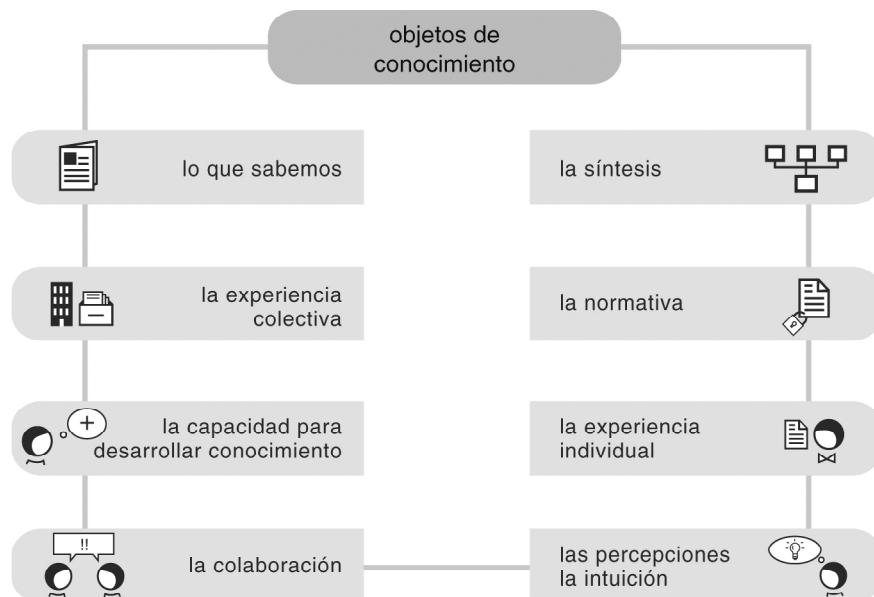 objetos de
conocimiento
lo que sabemos
la síntesis
la experiencia
colectiva
la normativa
+
la capacidad para
desarrollar conocimiento
la experiencia
individual
!!
la colaboración
las percepciones
la intuición